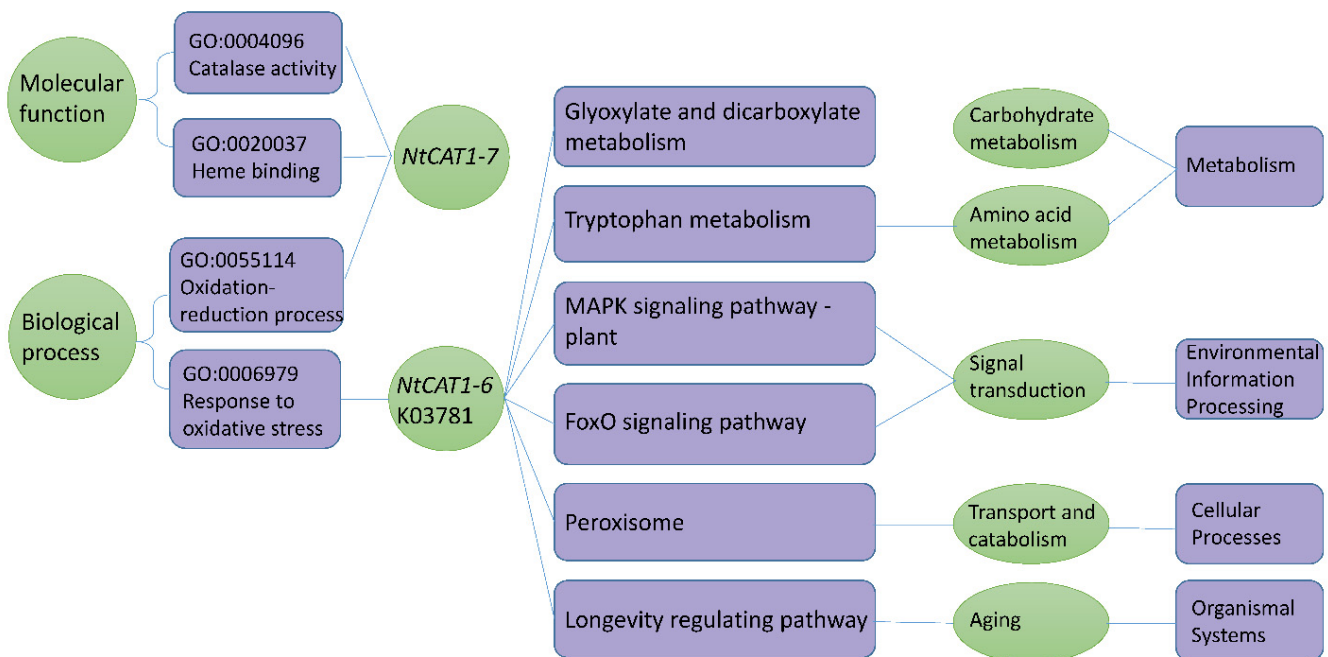 Molecular
function
GO:0004096
Catalase activity
GO:0020037
Heme binding
Biological
process
GO:0055114
Oxidation-
reduction process
GO:0006979
Response to
oxidative stress
NtCAT1-7
NtCAT1-6
K03781
Glyoxylate and dicarboxylate
metabolism
Tryptophan metabolism
MAPK signaling pathway -
plant
FoxO signaling pathway
Peroxisome
Longevity regulating pathway
Carbohydrate
metabolism
Amino acid
metabolism
Signal
transduction
Transport and
catabolism
Aging
Metabolism
Environmental
Information
Processing
Cellular
Processes
Organismal
Systems